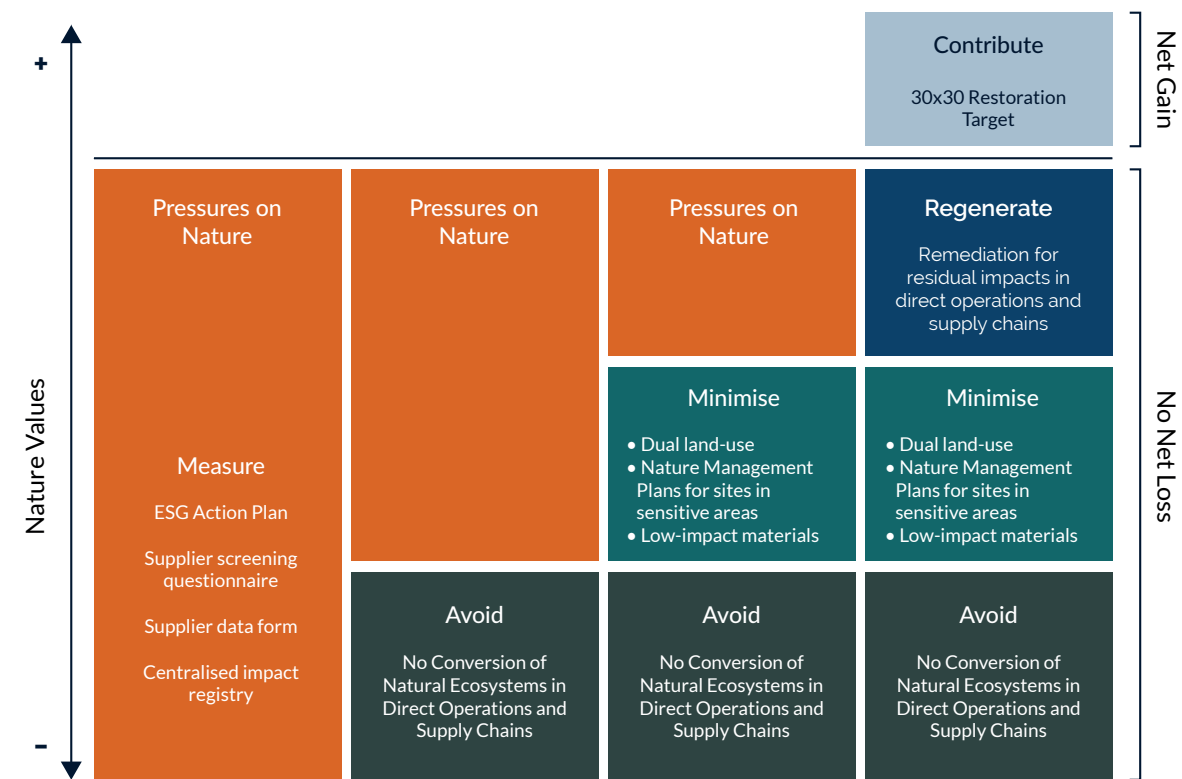 +
Nature Values
–
Contribute
30x30 Restoration
Target
Net Gain
Pressures on
Nature
Measure
ESG Action Plan
Supplier screening
questionnaire
Supplier data form
Centralised impact
registry
Pressures on
Nature
Avoid
No Conversion of
Natural Ecosystems in
Direct Operations and
Supply Chains
Pressures on
Nature
Minimise
• Dual land-use
• Nature Management
Plans for sites in
sensitive areas
• Low-impact materials
Avoid
No Conversion of
Natural Ecosystems in
Direct Operations and
Supply Chains
Regenerate
Remediation for
residual impacts in
direct operations and
supply chains
Minimise
• Dual land-use
• Nature Management
Plans for sites in
sensitive areas
• Low-impact materials
Avoid
No Conversion of
Natural Ecosystems in
Direct Operations and
Supply Chains
No Net Loss